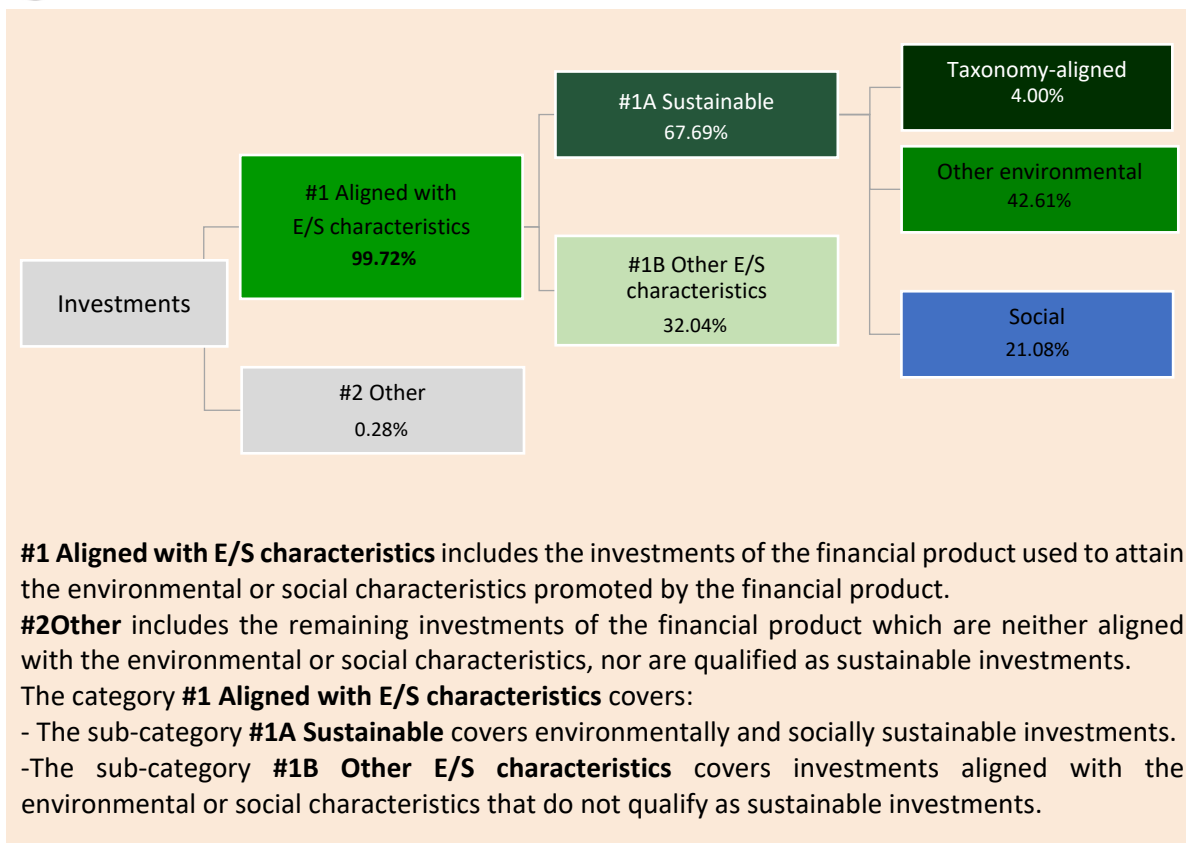 Investments
#1 Aligned with
E/S characteristics
99.72%
#2 Other
0.28%
#1A Sustainable
67.69%
#1B Other E/S
characteristics
32.04%
Taxonomy-aligned
4.00%
Other environmental
42.61%
Social
21.08%
#1 Aligned with E/S characteristics includes the investments of the financial product used to attain
the environmental or social characteristics promoted by the financial product.
#2Other includes the remaining investments of the financial product which are neither aligned
with the environmental or social characteristics, nor are qualified as sustainable investments.
The category #1 Aligned with E/S characteristics covers:
- The sub-category #1A Sustainable covers environmentally and socially sustainable investments.
-The sub-category #1B Other E/S characteristics covers investments aligned with the
environmental or social characteristics that do not qualify as sustainable investments.